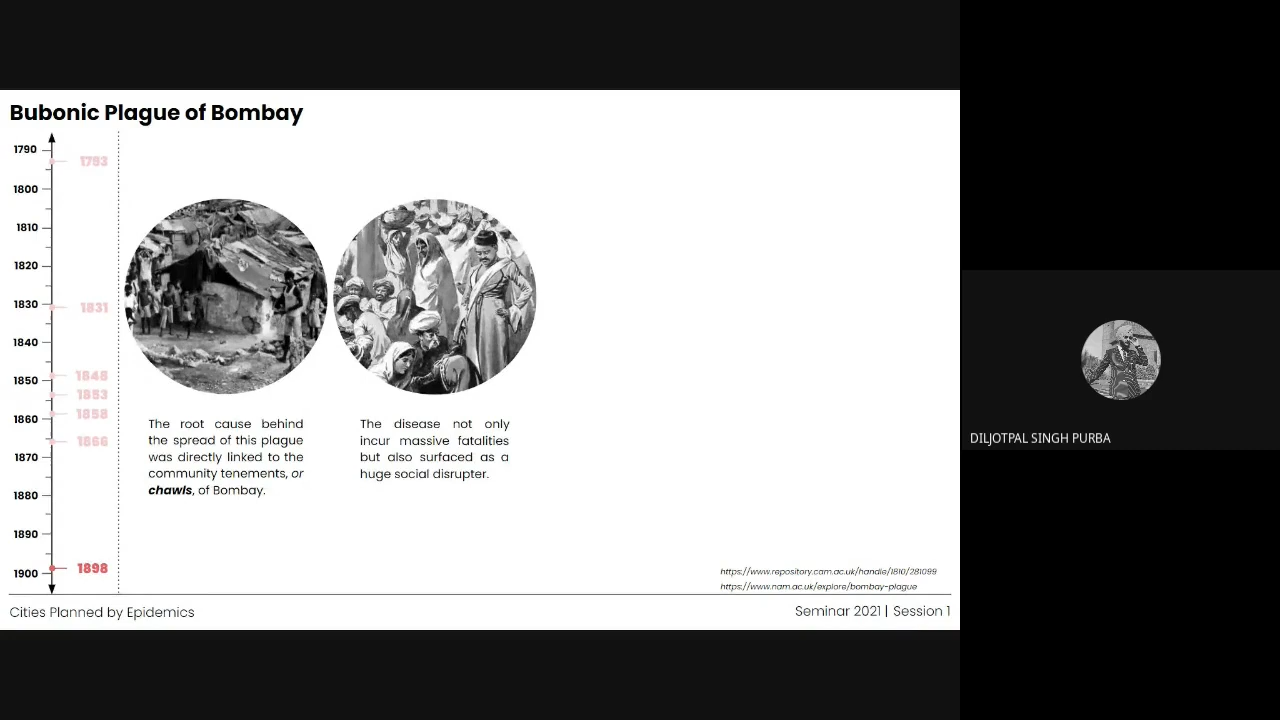 Bubonic Plague of Bombay
1790
1793
1800
1810
1820
1830
1831
1840
1848
1850
1853
1858
1860
1866
1870
1880
1890
1898
1900
The root cause behind
the spread of this plague
was directly linked to the
community tenements, or
chawls, of Bombay.
The disease not only
incur massive fatalities
but also surfaced as a
huge social disrupter.
https://www.repository.cam.ac.uk/handle/1810/281099
https://www.nam.ac.uk/explore/bombay-plague
Cities Planned by Epidemics
Seminar 2021 | Session 1
DILJOTPAL SINGH PURBA